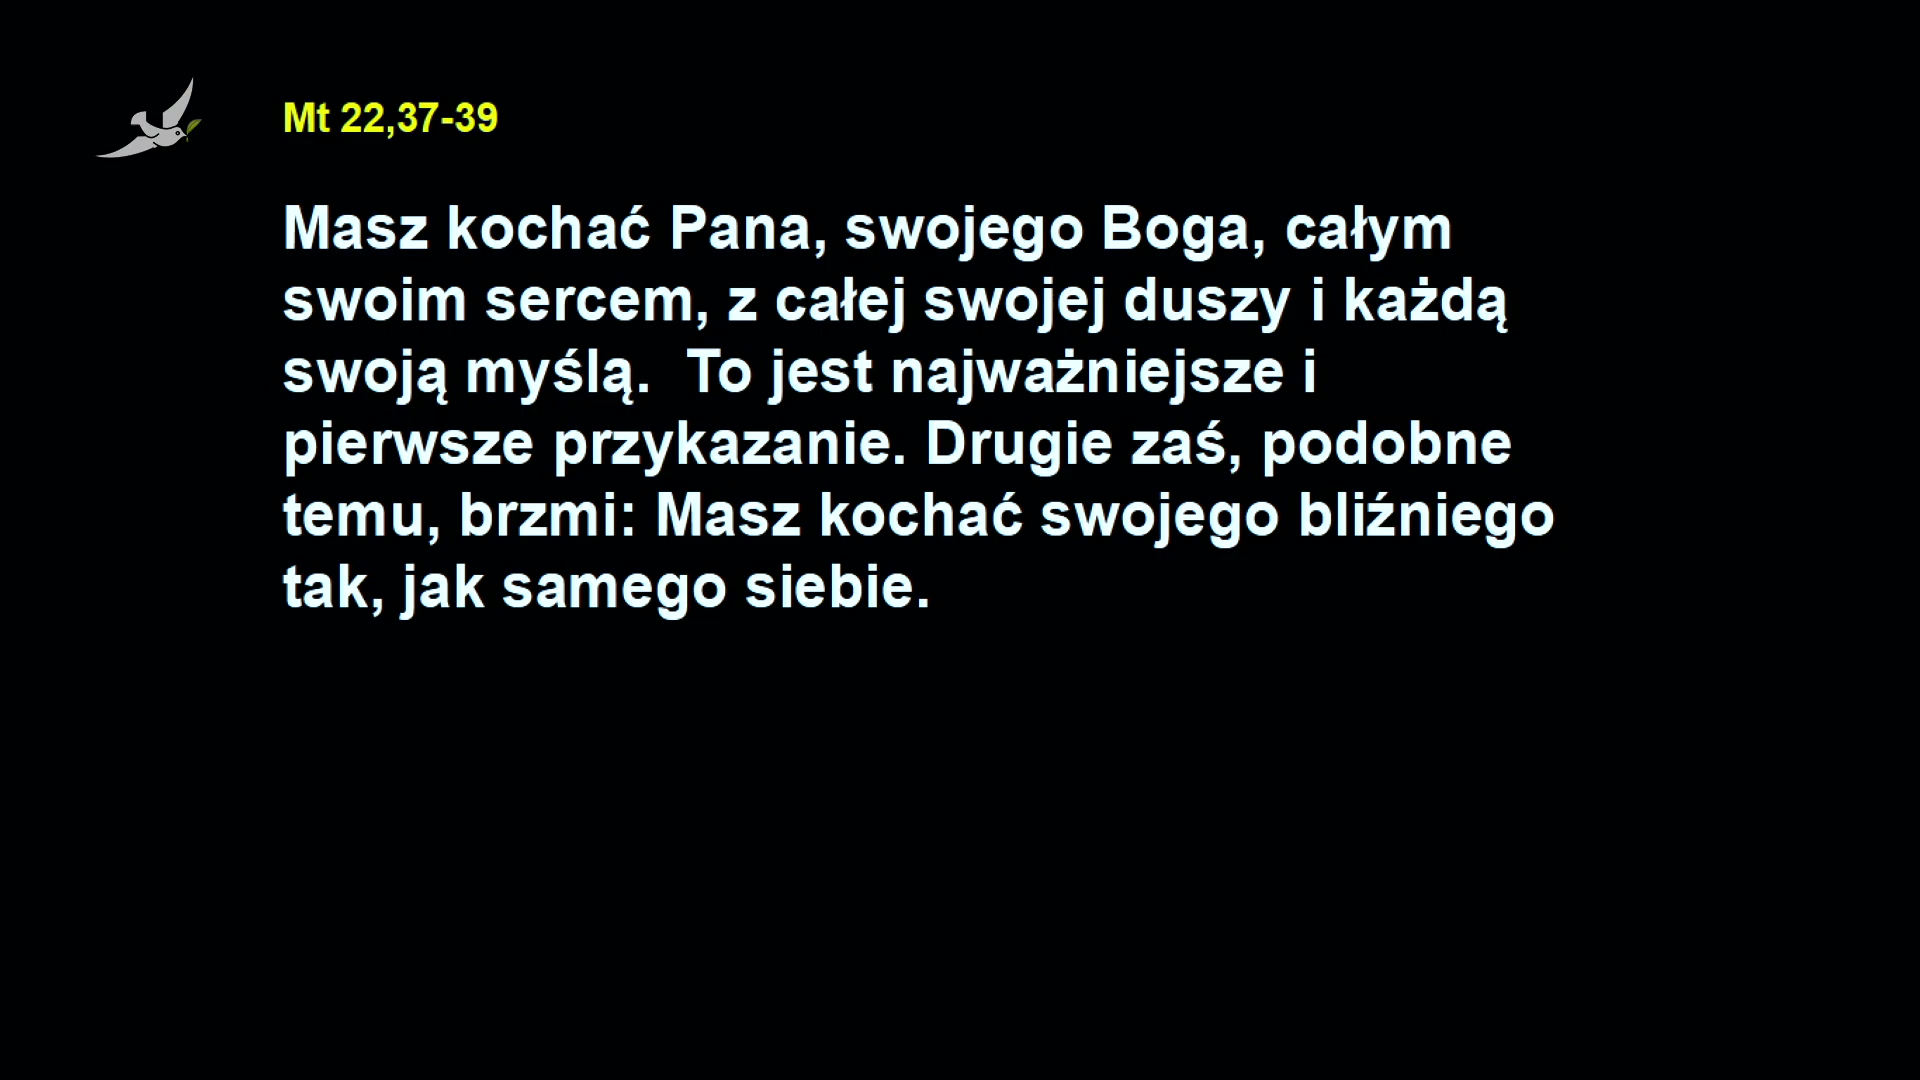 Mt 22,37-39
Masz kochać Pana, swojego Boga, całym
swoim sercem, z całej swojej duszy i każdą
swoją myślą.  To jest najważniejsze i
pierwsze przykazanie. Drugie zaś, podobne
temu, brzmi: Masz kochać swojego bliźniego
tak, jak samego siebie.